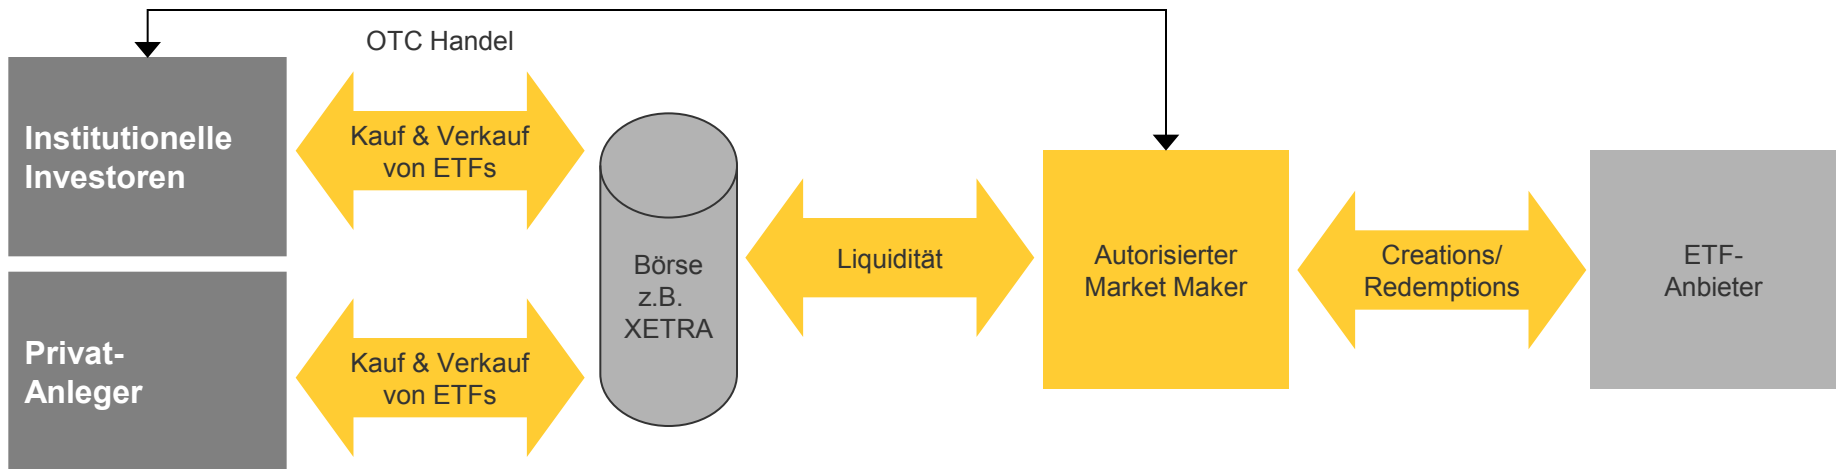 OTC Handel
Institutionelle
Investoren
Kauf & Verkauf
von ETFs
Privat-
Anleger
Kauf & Verkauf
von ETFs
Börse
z.B.
XETRA
Liquidität
Autorisierter
Market Maker
Creations/
Redemptions
ETF-
Anbieter